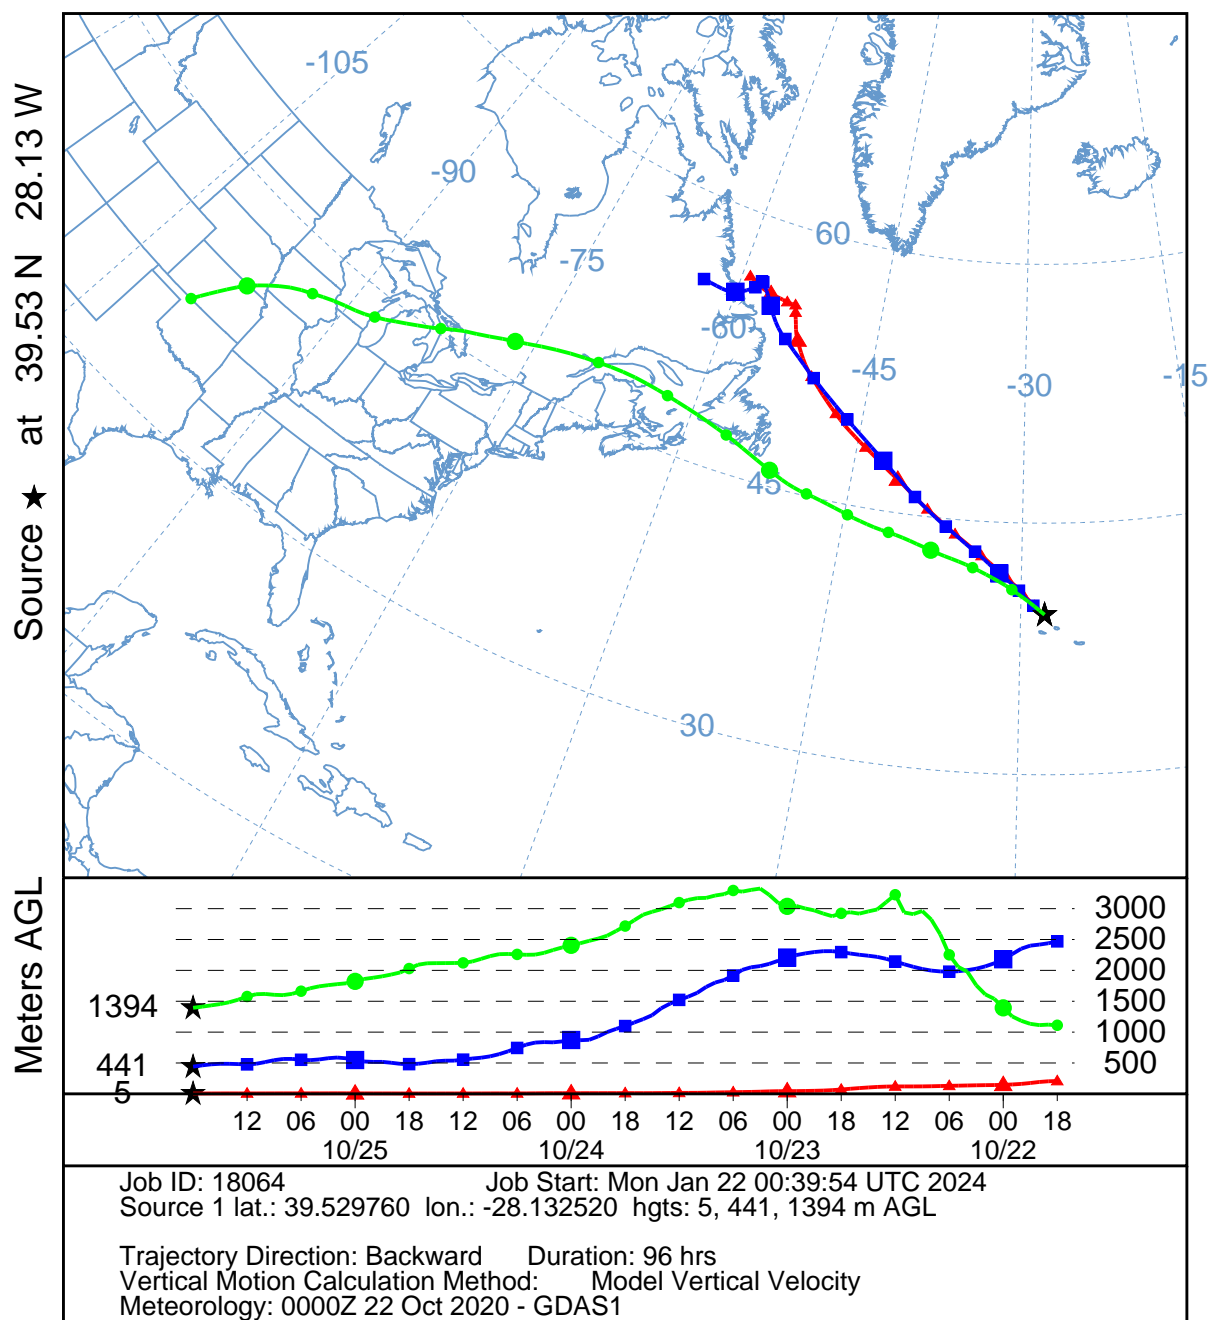 Source ★ at 39.53 N 28.13 W
-105
-90
-75
60
-60
-45
-30
-15
45
30
Meters AGL
3000
2500
2000
1500
1000
500
1394
441
5
12 06 00 18 12 06 00 18 12 06 00 18 12 06 00 18
10/25 10/24 10/23 10/22
Job ID: 18064 Job Start: Mon Jan 22 00:39:54 UTC 2024
Source 1 lat.: 39.529760 lon.: -28.132520 hgts: 5, 441, 1394 m AGL
Trajectory Direction: Backward Duration: 96 hrs
Vertical Motion Calculation Method: Model Vertical Velocity
Meteorology: 0000Z 22 Oct 2020 - GDAS1